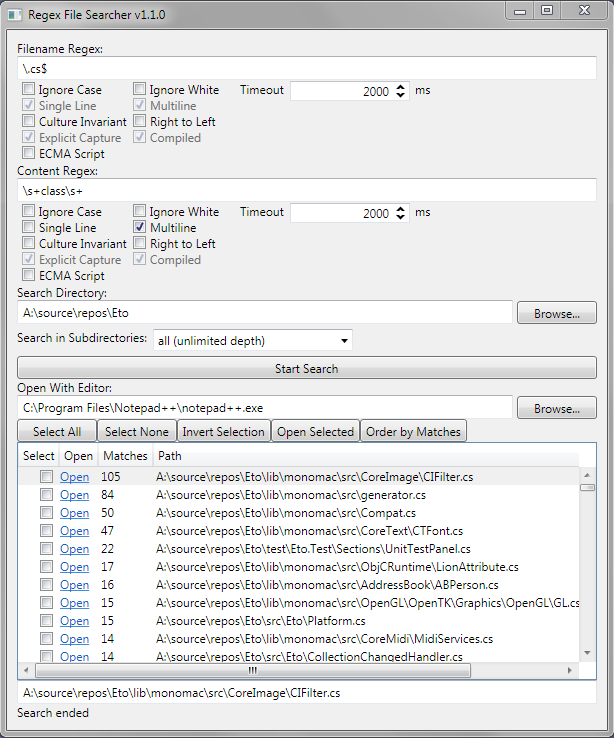 Regex File Searcher v1.1.0
Filename Regex:
\.cs$
Ignore Case Ignore White Timeout 2000 ms
Single Line Multiline
Culture Invariant Right to Left
Explicit Capture Compiled
ECMA Script
Content Regex:
\s+class\s+
Ignore Case Ignore White Timeout 2000 ms
Single Line Multiline
Culture Invariant Right to Left
Explicit Capture Compiled
ECMA Script
Search Directory:
A:\source\repos\Eto Browse...
Search in Subdirectories: all (unlimited depth)
Start Search
Open With Editor:
C:\Program Files\Notepad++\notepad++.exe Browse...
Select All Select None Invert Selection Open Selected Order by Matches
Select Open Matches Path
Open 105 A:\source\repos\Eto\lib\monomac\src\CoreImage\CIFilter.cs
Open 84 A:\source\repos\Eto\lib\monomac\src\generator.cs
Open 50 A:\source\repos\Eto\lib\monomac\src\Compat.cs
Open 47 A:\source\repos\Eto\lib\monomac\src\CoreText\CTFont.cs
Open 22 A:\source\repos\Eto\test\Eto.Test\Sections\UnitTestPanel.cs
Open 17 A:\source\repos\Eto\lib\monomac\src\ObjCRuntime\LionAttribute.cs
Open 16 A:\source\repos\Eto\lib\monomac\src\AddressBook\ABPerson.cs
Open 15 A:\source\repos\Eto\lib\monomac\src\OpenGL\OpenTK\Graphics\OpenGL\GL.cs
Open 15 A:\source\repos\Eto\src\Eto\Platform.cs
Open 14 A:\source\repos\Eto\lib\monomac\src\CoreMidi\MidiServices.cs
Open 14 A:\source\repos\Eto\src\Eto\CollectionChangedHandler.cs
A:\source\repos\Eto\lib\monomac\src\CoreImage\CIFilter.cs
Search ended